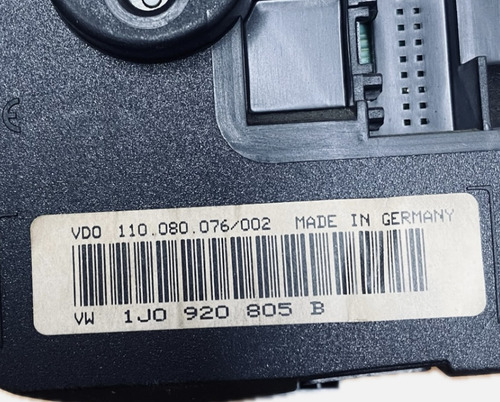 VDO 110.080.076/002 MADE IN GERMANY
VW 1J0 920 805 B